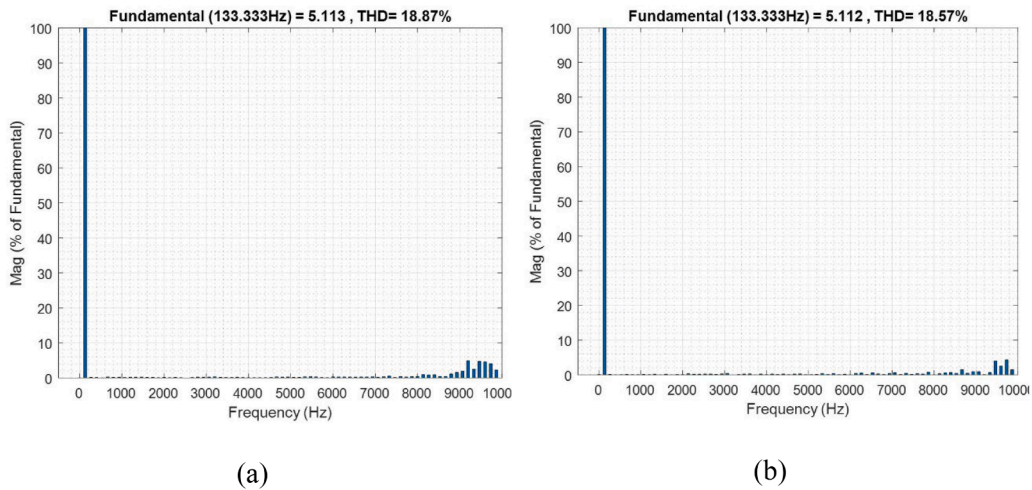 Fundamental (133.333Hz) = 5.113 , THD= 18.87%
100
90
80
70
60
50
40
30
20
10
0
Mag (% of Fundamental)
0 1000 2000 3000 4000 5000 6000 7000 8000 9000 10000
Frequency (Hz)
(a)
Fundamental (133.333Hz) = 5.112 , THD= 18.57%
100
90
80
70
60
50
40
30
20
10
0
Mag (% of Fundamental)
0 1000 2000 3000 4000 5000 6000 7000 8000 9000 10000
Frequency (Hz)
(b)